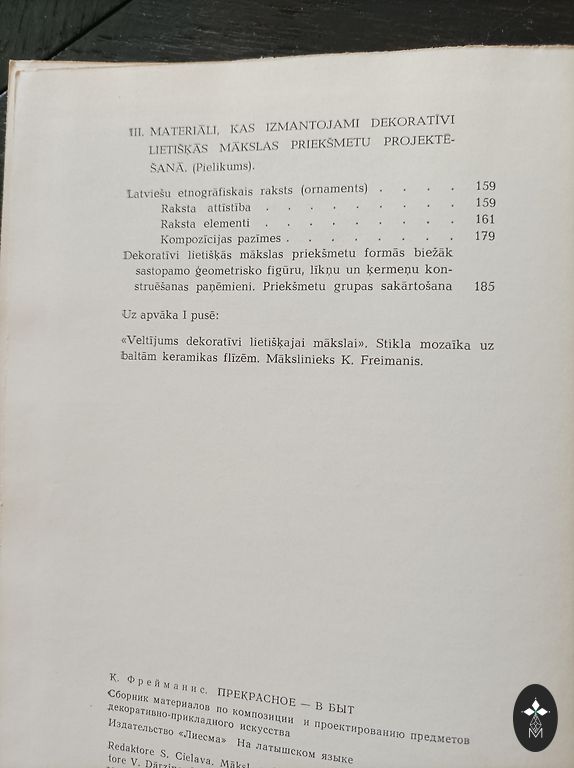 III. MATERIĀLI, KAS IZMANTOJAMI DEKORATĪVI
LIETIŠĶĀS MĀKSLAS PRIEKŠMETU PROJEKTĒ-
ŠANĀ. (Pielikums).
Latviešu etnogrāfiskais raksts (ornaments) . . . . 159
Raksta attīstība . . . . . . . . 159
Raksta elementi . . . . . . . . 161
Kompozīcijas pazīmes . . . . . . . 179
Dekoratīvi lietišķās mākslas priekšmetu formās biežāk
sastopamo ģeometrisko figūru, līkņu un ķermeņu kon-
struēšanas paņēmieni. Priekšmetu grupas sakārtošana 185
Uz apvāka I pusē:
«Veltījums dekoratīvi lietišķajai mākslai». Stikla mozaīka uz
baltām keramikas flīzēm. Mākslinieks K. Freimanis.
К. Фрейманис. ПРЕКРАСНОЕ — В БЫТ
Сборник материалов по композиции и проектированию предметов
декоративно-прикладного искусства
Издательство «Лиесма» На латышском языке
Redaktore S. Cielava.
tore V.